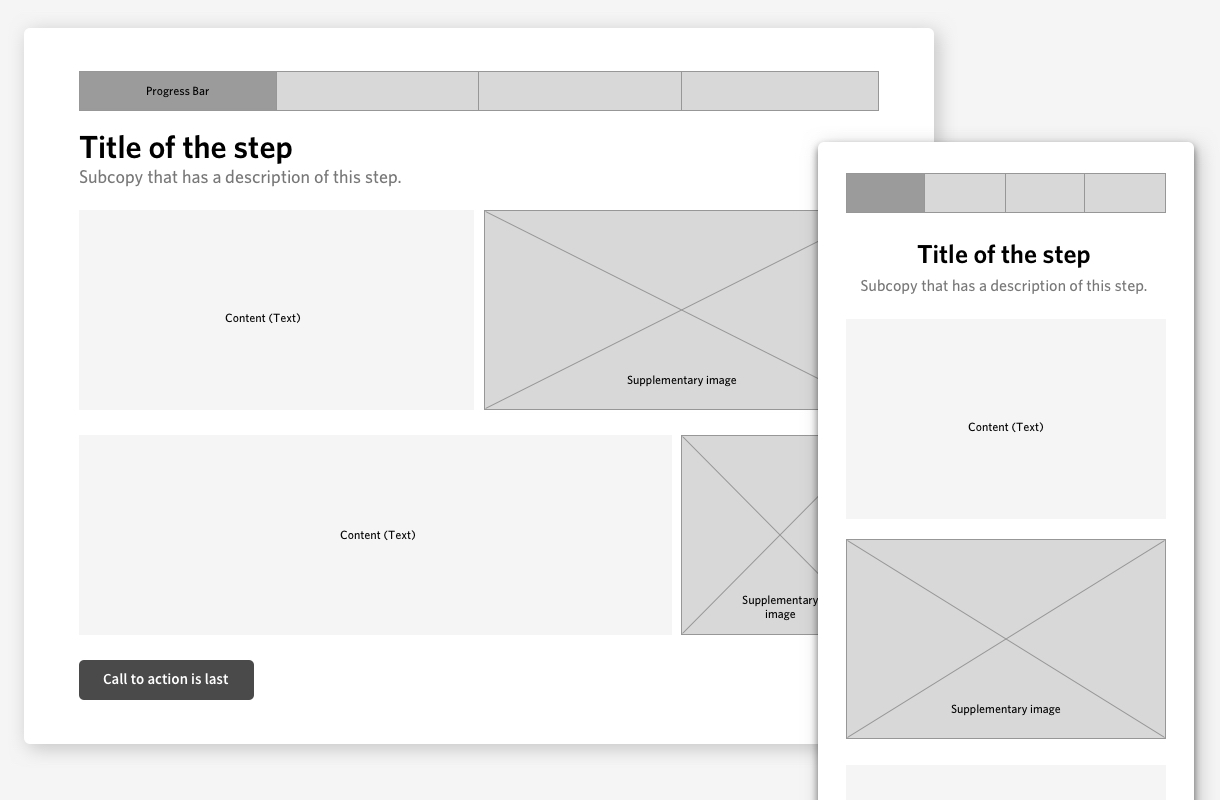 Progress Bar
Title of the step
Subcopy that has a description of this step.
Content (Text)
Supplementary image
Content (Text)
Supplementary
image
Call to action is last
Title of the step
Subcopy that has a description of this step.
Content (Text)
Supplementary image